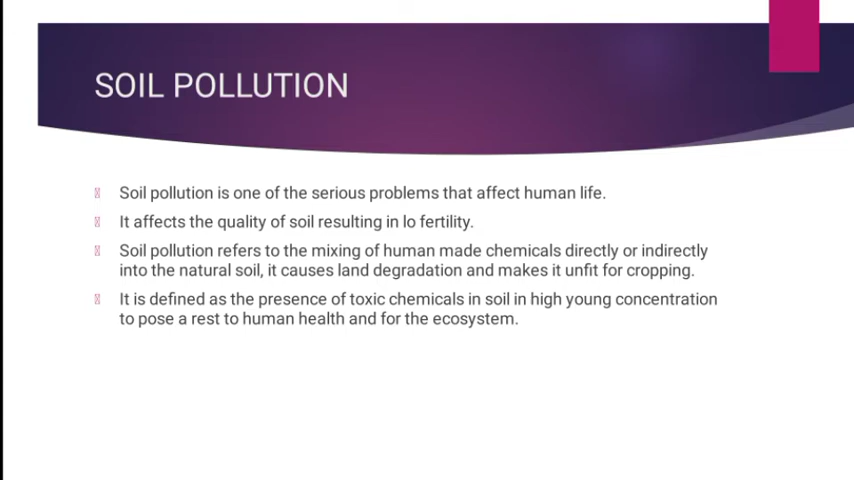 SOIL POLLUTION
Soil pollution is one of the serious problems that affect human life.
It affects the quality of soil resulting in lo fertility.
Soil pollution refers to the mixing of human made chemicals directly or indirectly
into the natural soil, it causes land degradation and makes it unfit for cropping.
It is defined as the presence of toxic chemicals in soil in high young concentration
to pose a rest to human health and for the ecosystem.